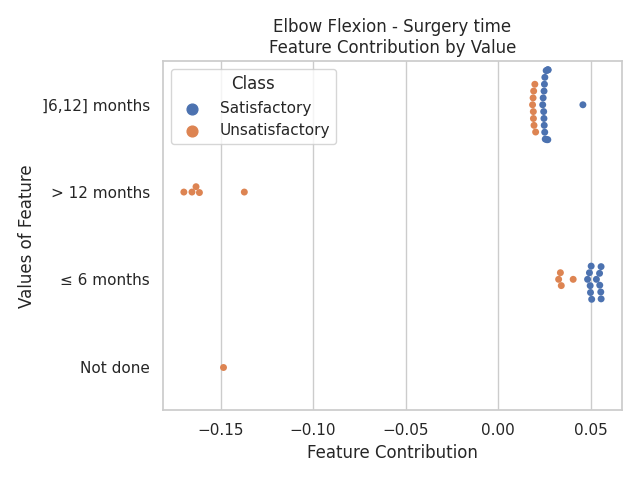 Elbow Flexion - Surgery time
Feature Contribution by Value
Class
Satisfactory
Unsatisfactory
Values of Feature
]6,12] months
> 12 months
≤ 6 months
Not done
−0.15
−0.10
−0.05
0.00
0.05
Feature Contribution